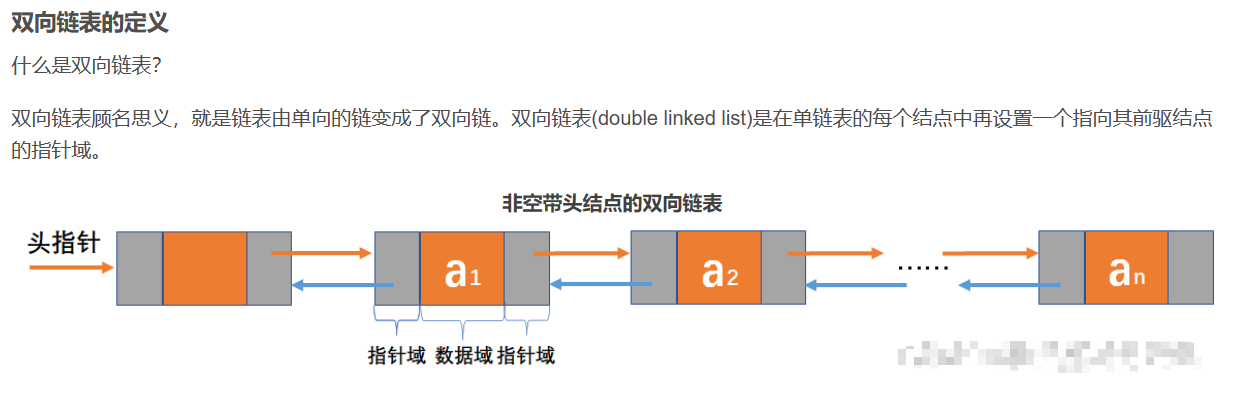 双向链表的定义
什么是双向链表？
双向链表顾名思义，就是链表由单向的链变成了双向链。双向链表(double linked list)是在单链表的每个结点中再设置一个指向其前驱结点
的指针域。
非空带头结点的双向链表
头指针
a1 a2 …… an
指针域 数据域 指针域